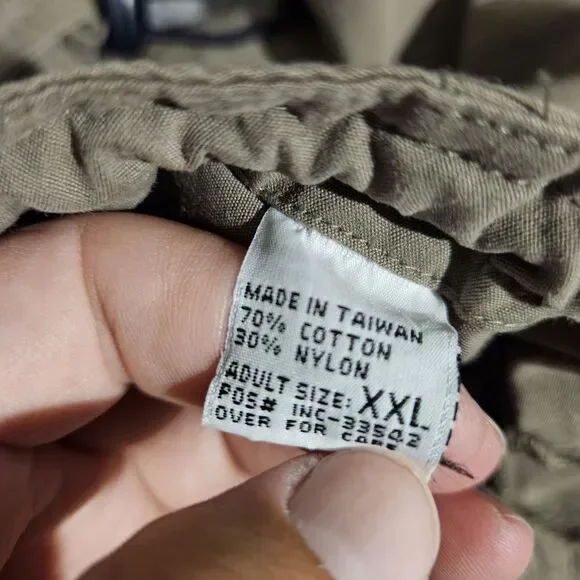 MADE IN TAIWAN
70% COTTON
30% NYLON
ADULT SIZE: XXL
POS# INC-33542
OVER FOR CARE